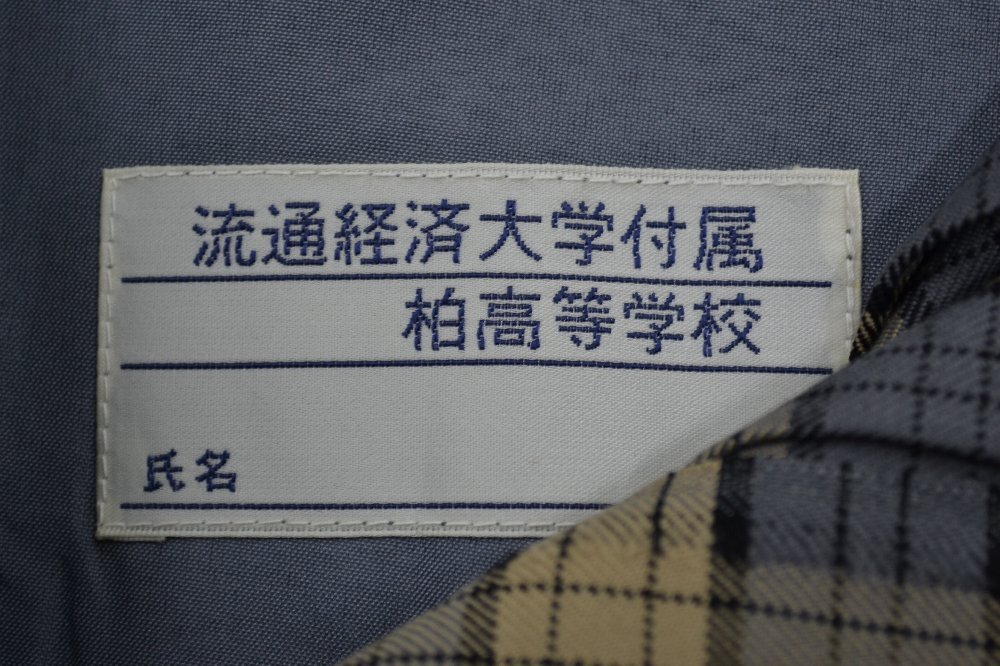 流通経済大学付属
柏高等学校
氏名